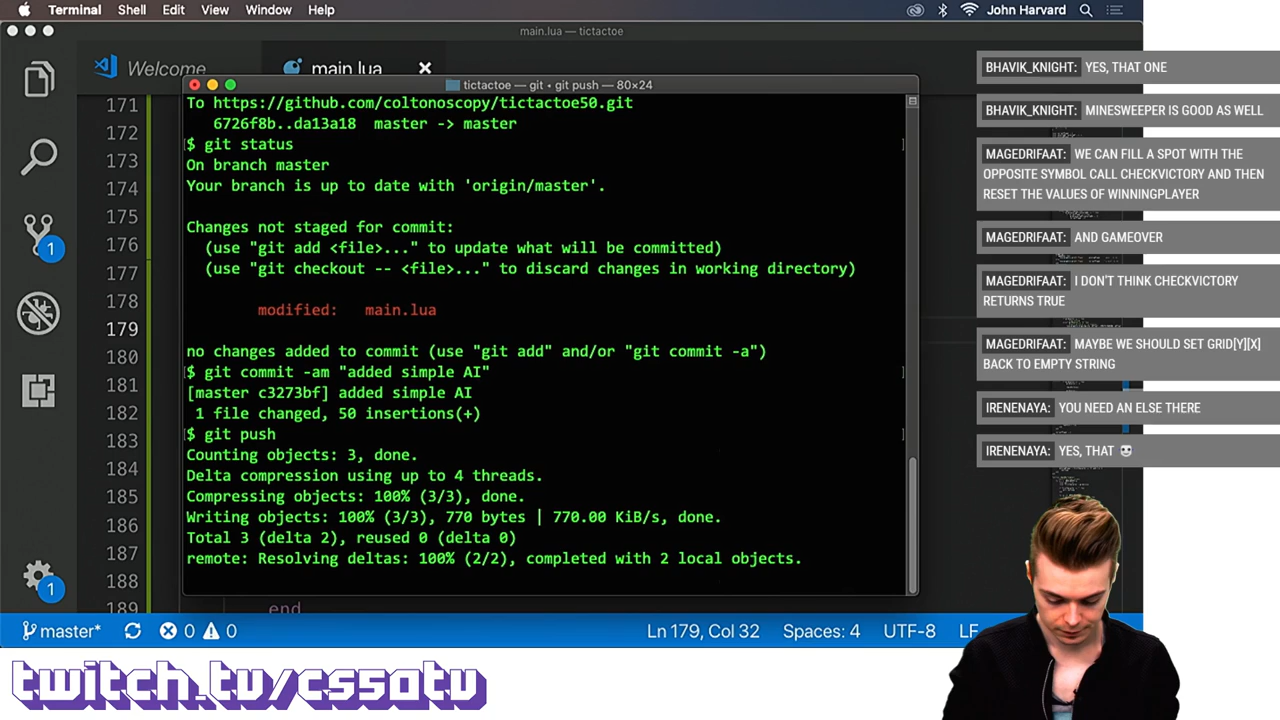 Terminal Shell Edit View Window Help John Harvard
main.lua — tictactoe
Welcome main.lua
tictactoe — git ◂ git push — 80×24
171
172
173
174
175
176
177
178
179
180
181
182
183
184
185
186
187
188
189
To https://github.com/coltonoscopy/tictactoe50.git
6726f8b..da13a18 master -> master
[$ git status ]
On branch master
Your branch is up to date with 'origin/master'.
Changes not staged for commit:
(use "git add <file>..." to update what will be committed)
(use "git checkout -- <file>..." to discard changes in working directory)
modified: main.lua
no changes added to commit (use "git add" and/or "git commit -a")
[$ git commit -am "added simple AI" ]
[master c3273bf] added simple AI
1 file changed, 50 insertions(+)
[$ git push ]
Counting objects: 3, done.
Delta compression using up to 4 threads.
Compressing objects: 100% (3/3), done.
Writing objects: 100% (3/3), 770 bytes | 770.00 KiB/s, done.
Total 3 (delta 2), reused 0 (delta 0)
remote: Resolving deltas: 100% (2/2), completed with 2 local objects.
end
1
1
master* 0 0 Ln 179, Col 32 Spaces: 4 UTF-8 LF
BHAVIK_KNIGHT: YES, THAT ONE
BHAVIK_KNIGHT: MINESWEEPER IS GOOD AS WELL
MAGEDRIFAAT: WE CAN FILL A SPOT WITH THE
OPPOSITE SYMBOL CALL CHECKVICTORY AND THEN
RESET THE VALUES OF WINNINGPLAYER
MAGEDRIFAAT: AND GAMEOVER
MAGEDRIFAAT: I DON'T THINK CHECKVICTORY
RETURNS TRUE
MAGEDRIFAAT: MAYBE WE SHOULD SET GRID[Y][X]
BACK TO EMPTY STRING
IRENENAYA: YOU NEED AN ELSE THERE
IRENENAYA: YES, THAT
twitch.tv/cs50tv